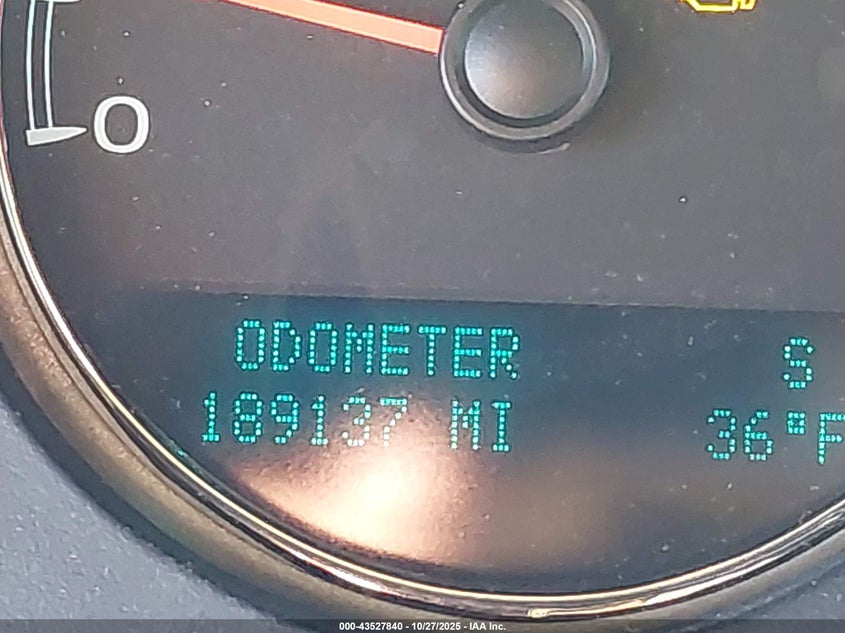 0
ODOMETER S
189137 MI 36°F
000-43527840 - 10/27/2025 - IAA Inc.